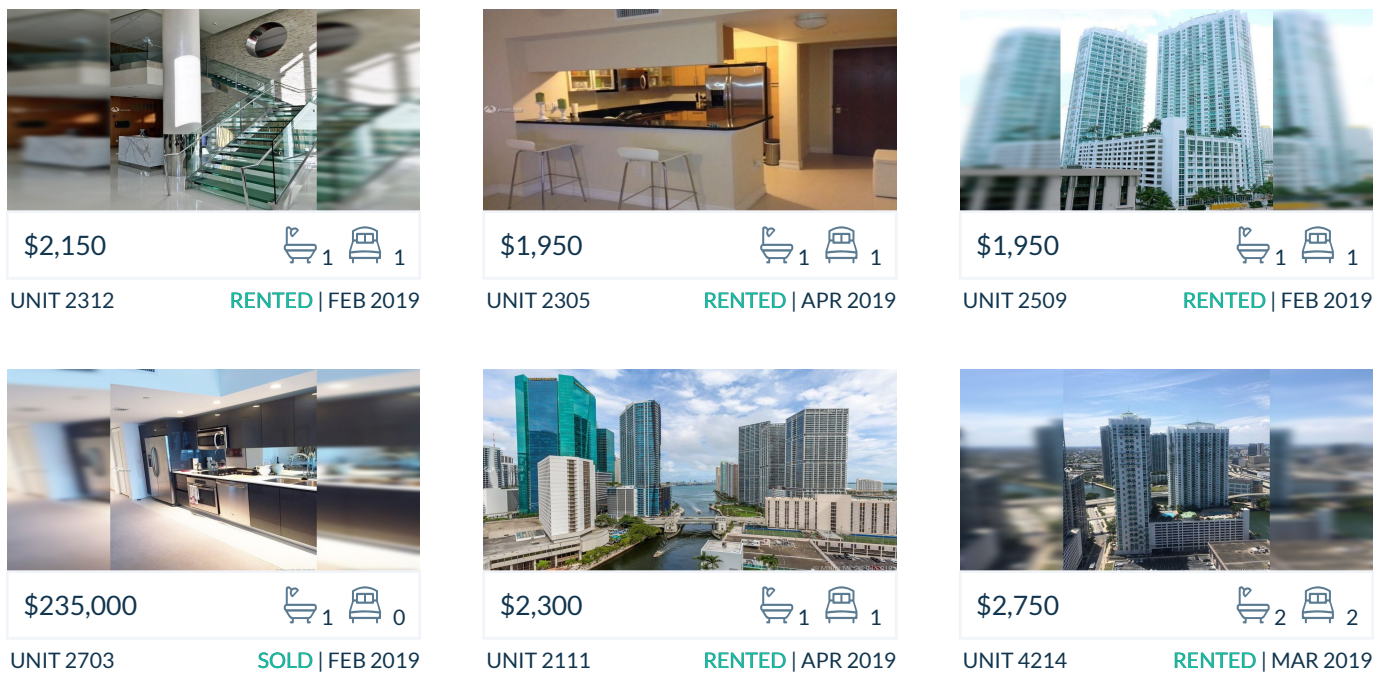 $2,150 1 1
UNIT 2312 RENTED | FEB 2019
$1,950 1 1
UNIT 2305 RENTED | APR 2019
$1,950 1 1
UNIT 2509 RENTED | FEB 2019
$235,000 1 0
UNIT 2703 SOLD | FEB 2019
$2,300 1 1
UNIT 2111 RENTED | APR 2019
$2,750 2 2
UNIT 4214 RENTED | MAR 2019